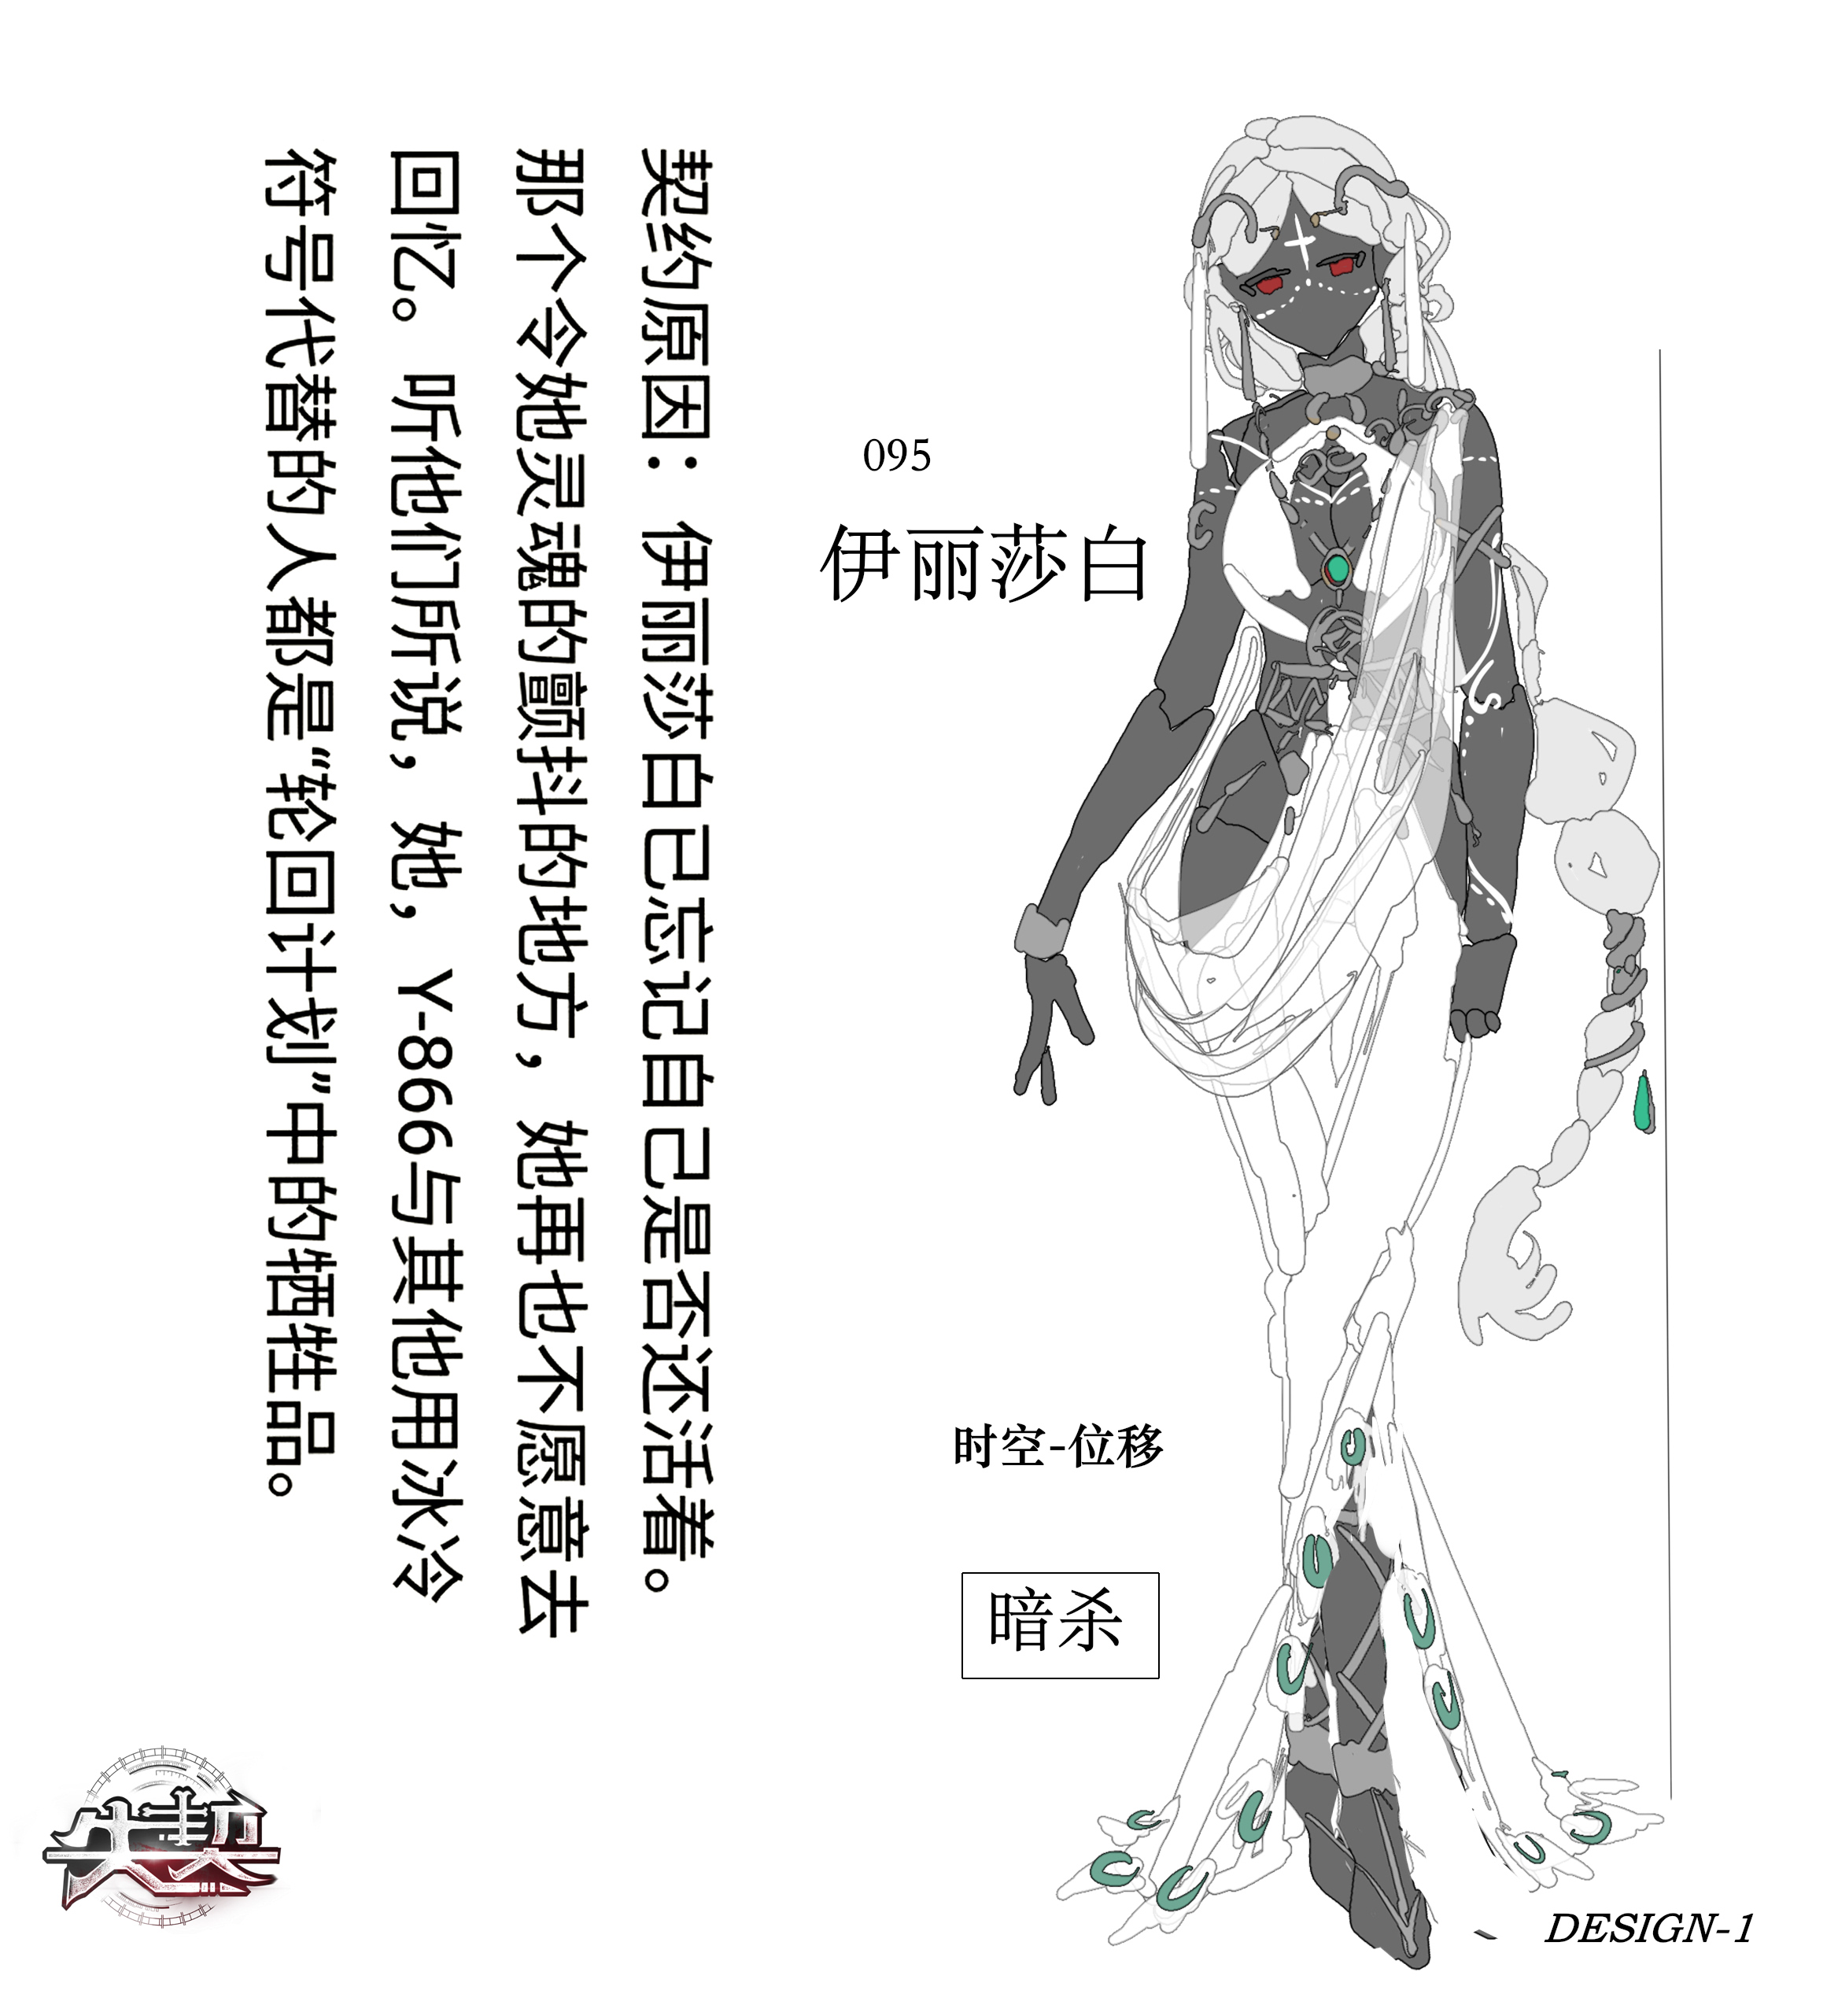 契约原因：伊丽莎白已忘记自己是否还活着。
那个令她灵魂的颤抖的地方，她再也不愿意去
回忆。听他们所说，她，Y-866与其他用冰冷
符号代替的人都是“轮回计划”中的牺牲品。
095
伊丽莎白
时空-位移
暗杀
失契
DESIGN-1